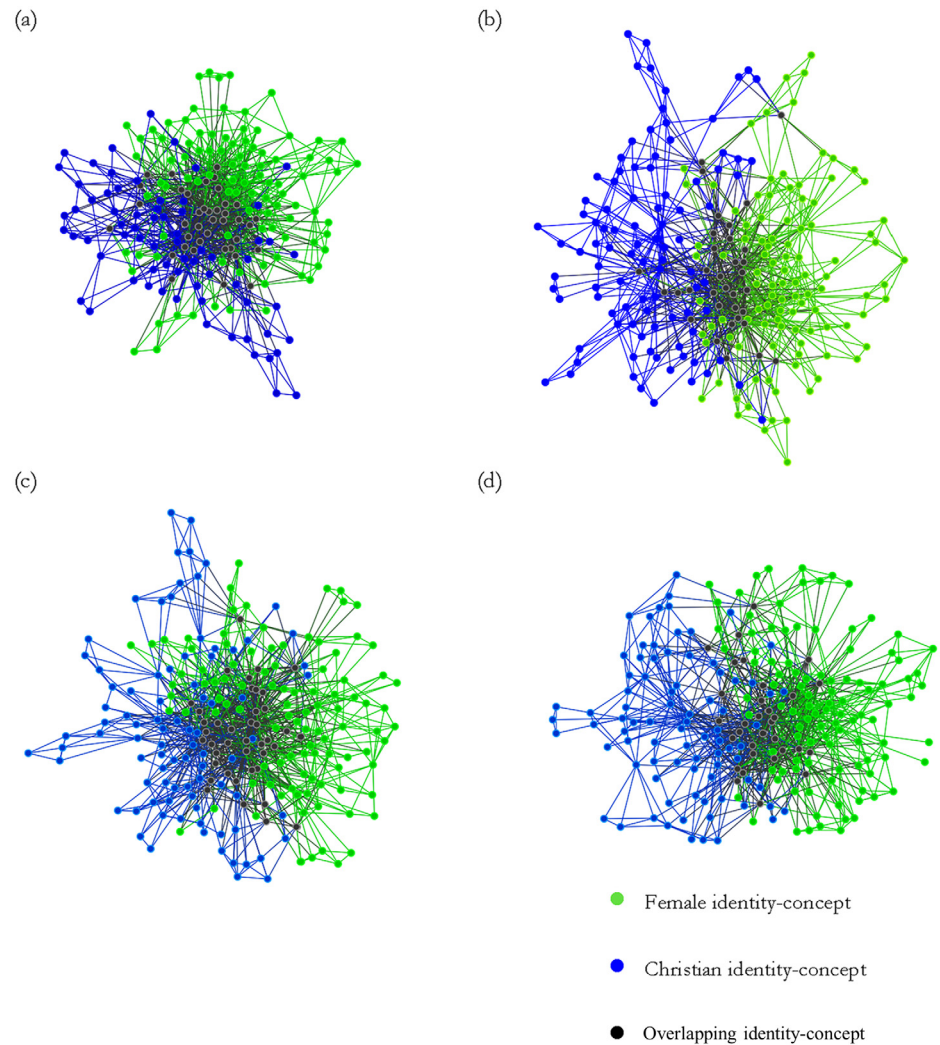 (a)
(b)
(c)
(d)
Female identity-concept
Christian identity-concept
Overlapping identity-concept